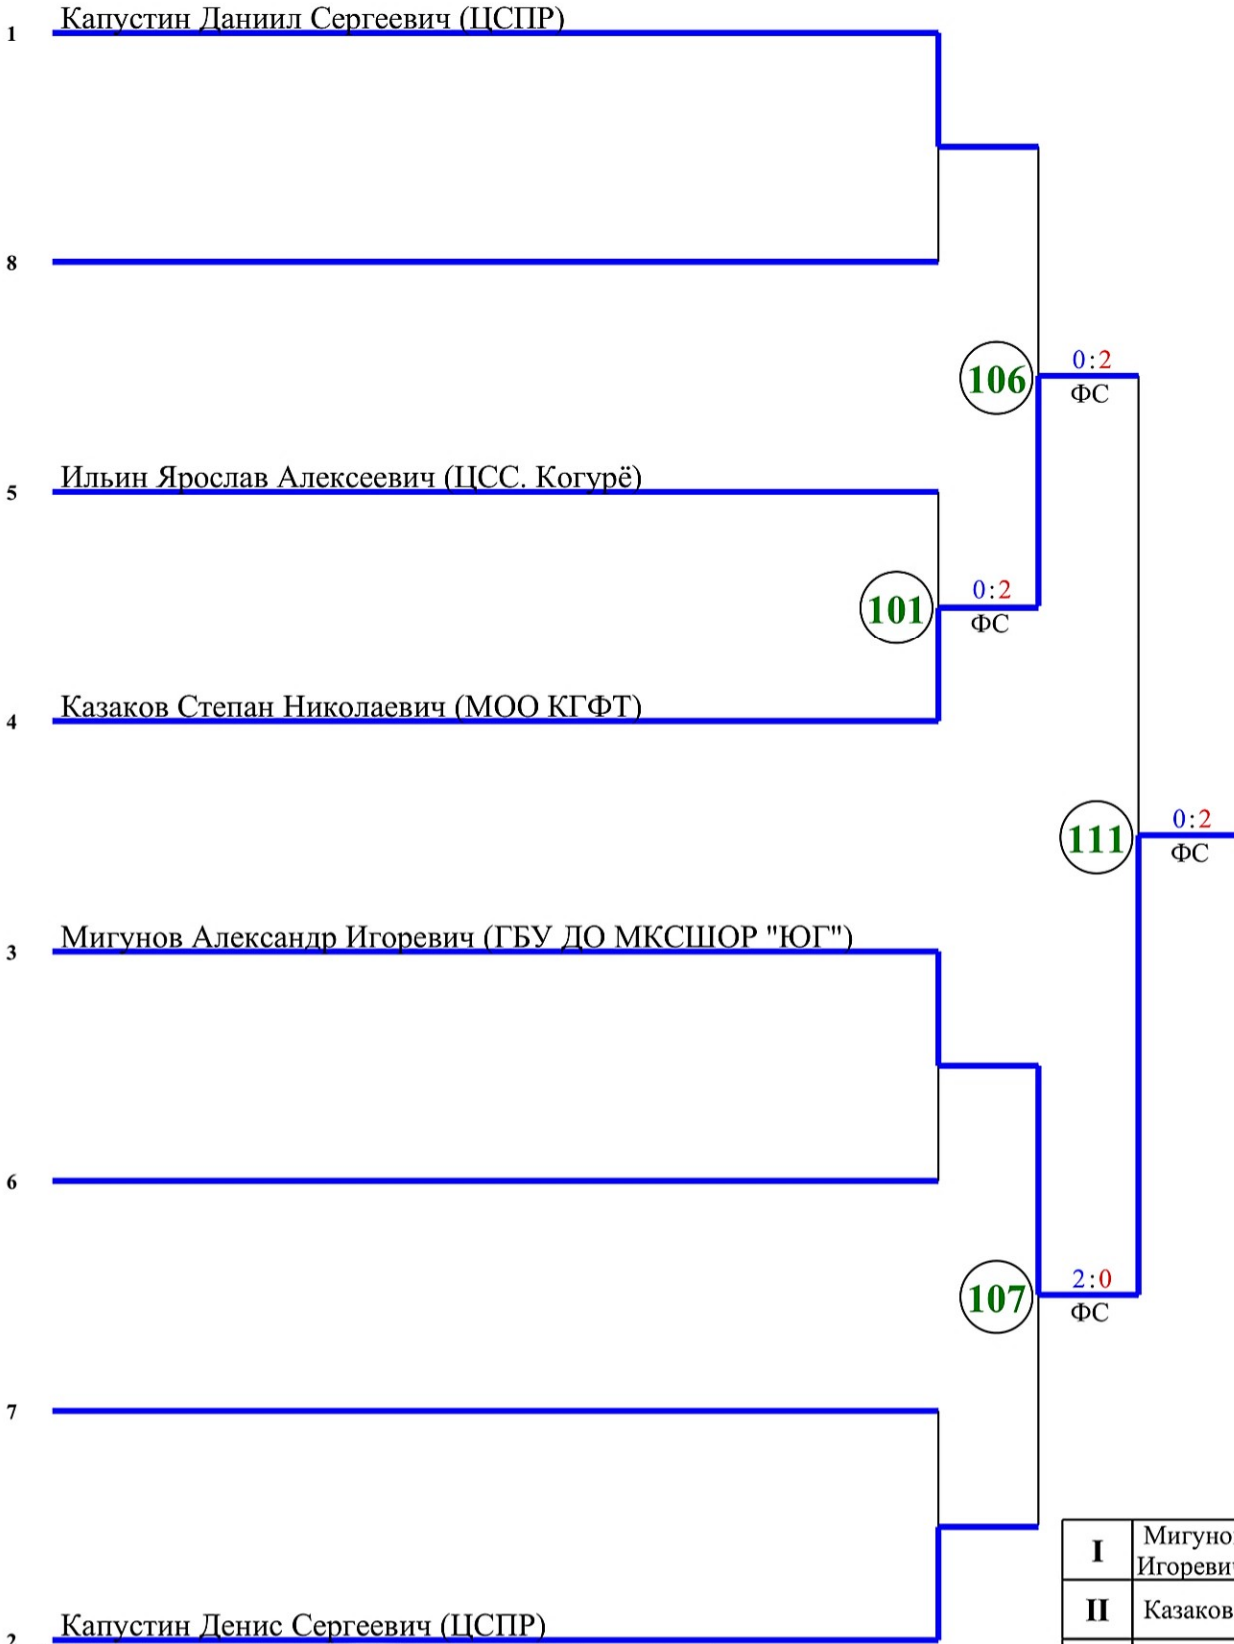 Капустин Даниил Сергеевич (ЦСПР)
1
8
106
0:2
ФС
Ильин Ярослав Алексеевич (ЦСС. Когурё)
5
101
0:2
ФС
Казаков Степан Николаевич (МОО КГФТ)
4
111
0:2
ФС
Мигунов Александр Игоревич (ГБУ ДО МКСШОР "ЮГ")
3
6
107
2:0
ФС
7
I
II
Казаков
Капустин Денис Сергеевич (ЦСПР)
2